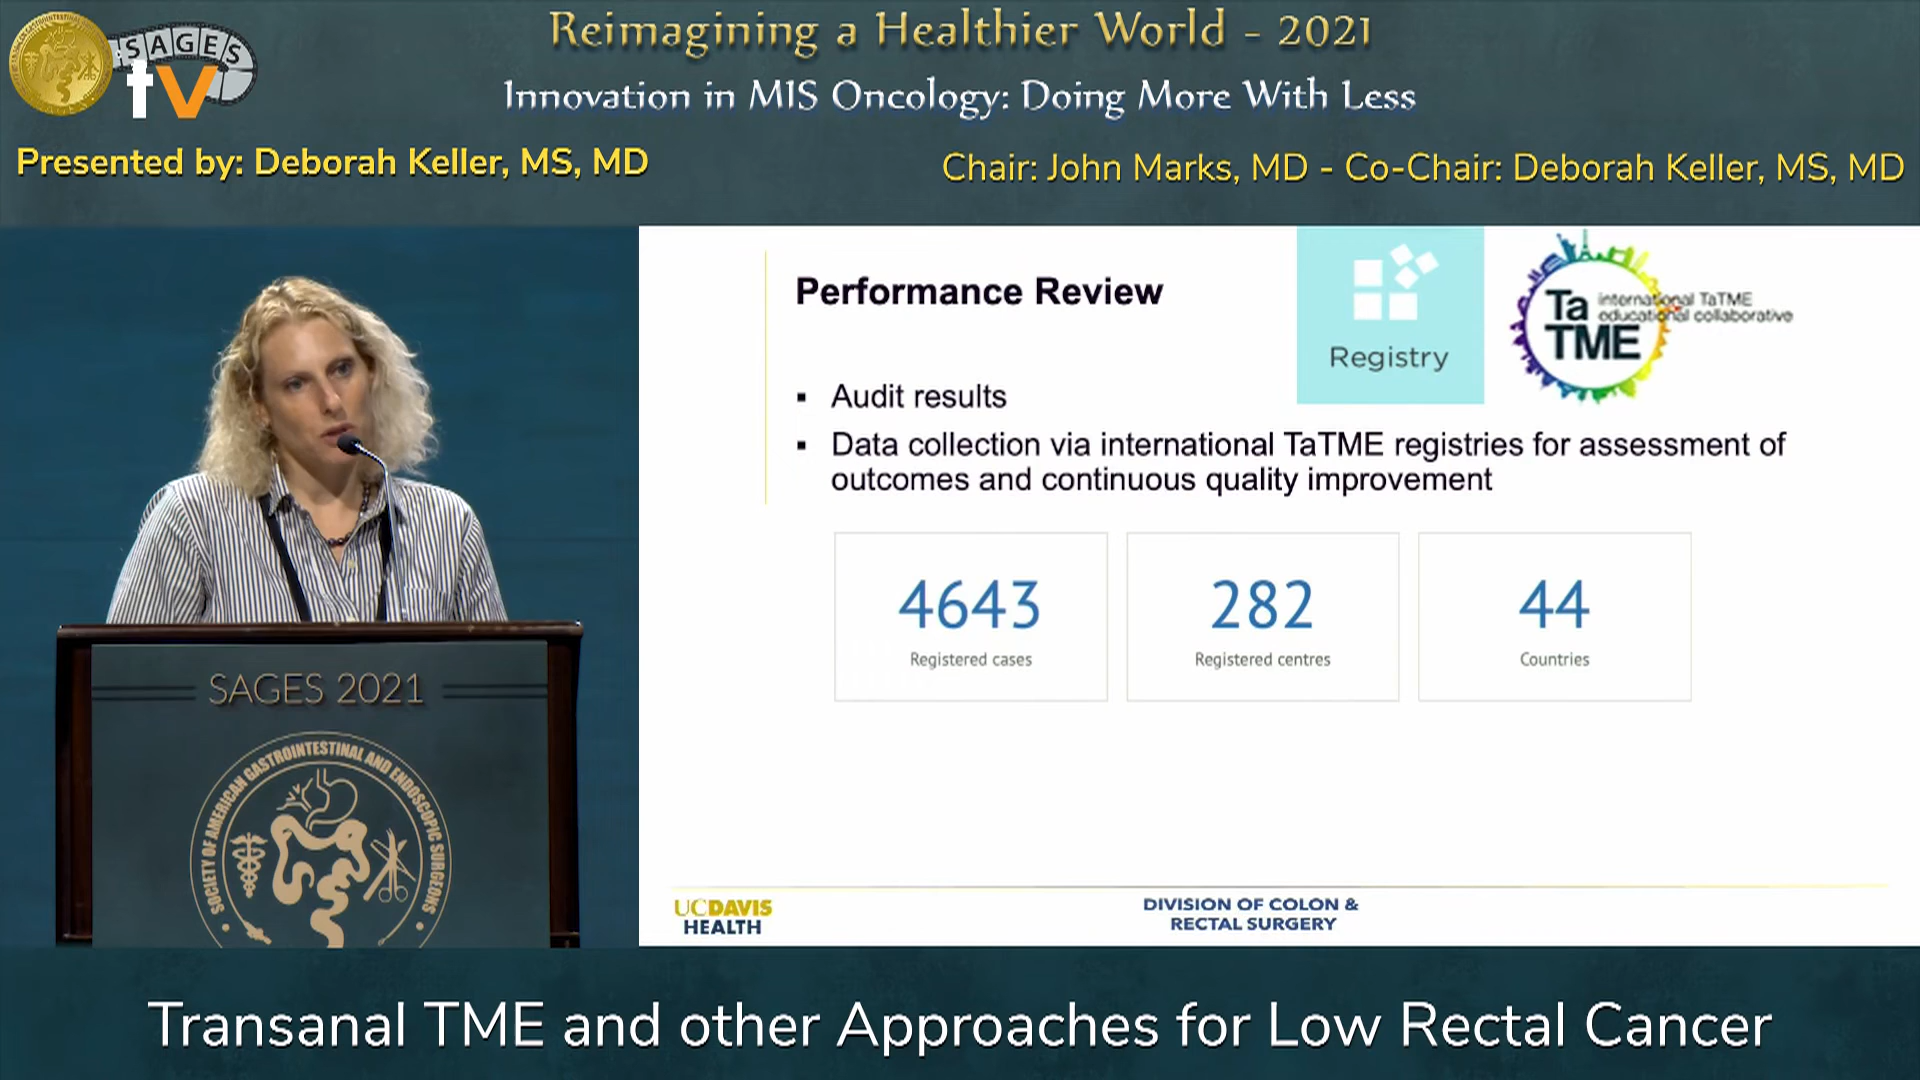 SAGES
tv
Reimagining a Healthier World - 2021
Innovation in MIS Oncology: Doing More With Less
Presented by: Deborah Keller, MS, MD
Chair: John Marks, MD - Co-Chair: Deborah Keller, MS, MD
Performance Review
Registry
Ta
TME
international TaTME
educational collaborative
▪ Audit results
▪ Data collection via international TaTME registries for assessment of
outcomes and continuous quality improvement
4643
Registered cases
282
Registered centres
44
Countries
UCDAVIS
HEALTH
DIVISION OF COLON &
RECTAL SURGERY
SAGES 2021
SOCIETY OF AMERICAN GASTROINTESTINAL AND ENDOSCOPIC SURGEONS
Transanal TME and other Approaches for Low Rectal Cancer